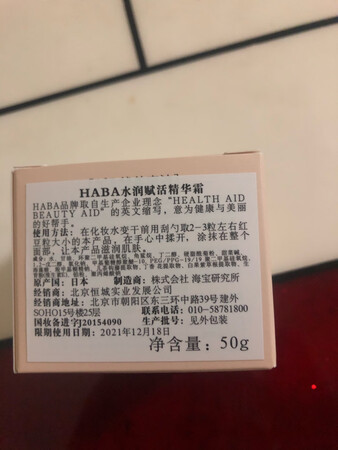 HABA水润赋活精华霜
HABA品牌取自生产企业理念“HEALTH AID
BEAUTY AID”的英文缩写，意为健康与美丽
的好帮手。
使用方法：在化妆水变干前用刮勺取2-3粒左右红
豆粒大小的本产品，在手心中揉开，涂抹在整个
面部，让本产品滋润肌肤。
原产国：日本 制造商：株式会社 海宝研究所
经销商：北京恒城实业发展公司
经销商地址：北京市朝阳区东三环中路39号 建外
SOHO15号楼25层 联系电话：010-58781800
国妆备进字J20154090 生产批号：见外包装
限期使用日期：2021年12月18日
净含量：50g